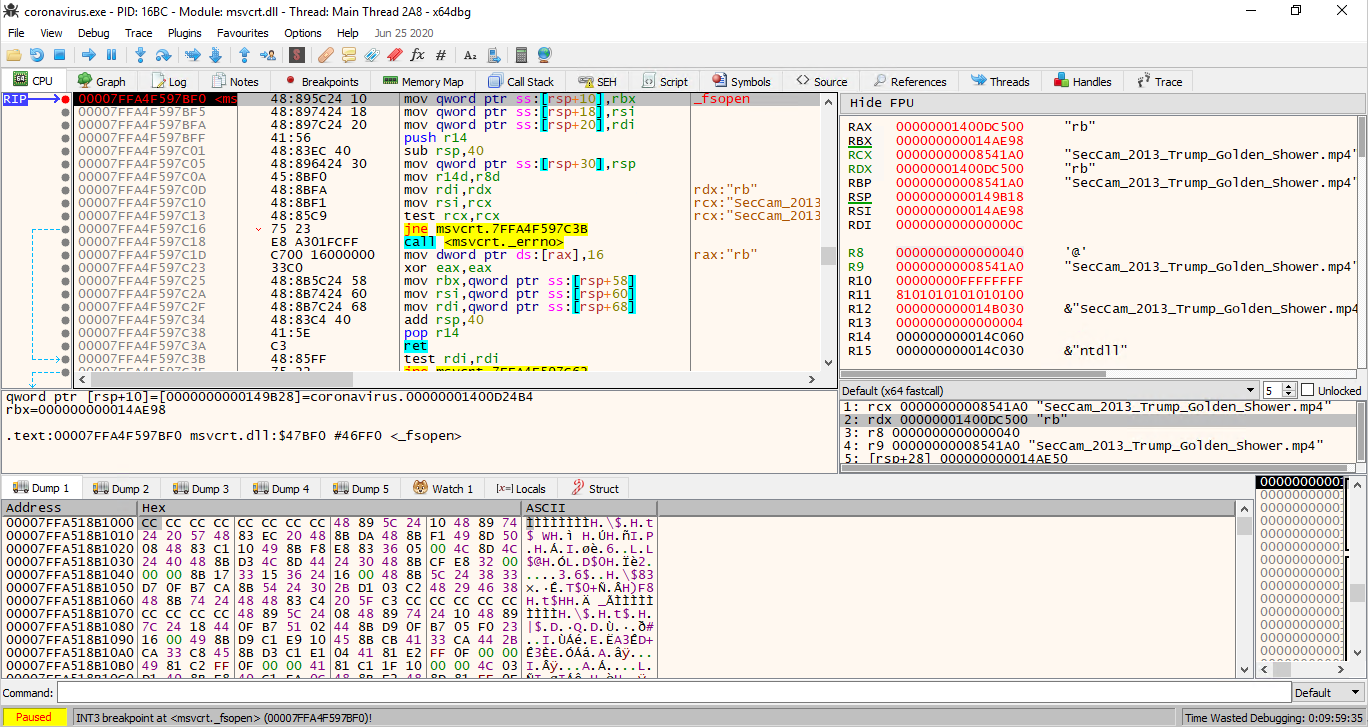 coronavirus.exe - PID: 16BC - Module: msvcrt.dll - Thread: Main Thread 2A8 - x64dbg
File View Debug Trace Plugins Favourites Options Help Jun 25 2020
CPU Graph Log Notes Breakpoints Memory Map Call Stack SEH Script Symbols Source References Threads Handles Trace
RIP 00007FFA4F597BF0 <ms 48:895C24 10 mov qword ptr ss:[rsp+10],rbx _fsopen
00007FFA4F597BF5 48:897424 18 mov qword ptr ss:[rsp+18],rsi
00007FFA4F597BFA 48:897C24 20 mov qword ptr ss:[rsp+20],rdi
00007FFA4F597BFF 41:56 push r14
00007FFA4F597C01 48:83EC 40 sub rsp,40
00007FFA4F597C05 48:896424 30 mov qword ptr ss:[rsp+30],rsp
00007FFA4F597C0A 45:8BF0 mov r14d,r8d
00007FFA4F597C0D 48:8BFA mov rdi,rdx rdx:"rb"
00007FFA4F597C10 48:8BF1 mov rsi,rcx rcx:"SecCam_2013
00007FFA4F597C13 48:85C9 test rcx,rcx rcx:"SecCam_2013
00007FFA4F597C16 75 23 jne msvcrt.7FFA4F597C3B
00007FFA4F597C18 E8 A301FCFF call <msvcrt._errno>
00007FFA4F597C1D C700 16000000 mov dword ptr ds:[rax],16 rax:"rb"
00007FFA4F597C23 33C0 xor eax,eax
00007FFA4F597C25 48:8B5C24 58 mov rbx,qword ptr ss:[rsp+58]
00007FFA4F597C2A 48:8B7424 60 mov rsi,qword ptr ss:[rsp+60]
00007FFA4F597C2F 48:8B7C24 68 mov rdi,qword ptr ss:[rsp+68]
00007FFA4F597C34 48:83C4 40 add rsp,40
00007FFA4F597C38 41:5E pop r14
00007FFA4F597C3A C3 ret
00007FFA4F597C3B 48:85FF test rdi,rdi
qword ptr [rsp+10]=[0000000000149B28]=coronavirus.00000001400D24B4
rbx=000000000014AE98
.text:00007FFA4F597BF0 msvcrt.dll:$47BF0 #46FF0 <_fsopen>
Hide FPU
RAX 00000001400DC500 "rb"
RBX 000000000014AE98
RCX 00000000008541A0 "SecCam_2013_Trump_Golden_Shower.mp4"
RDX 00000001400DC500 "rb"
RBP 00000000008541A0 "SecCam_2013_Trump_Golden_Shower.mp4"
RSP 0000000000149B18
RSI 000000000014AE98
RDI 000000000000000C
R8 0000000000000040 '@'
R9 00000000008541A0 "SecCam_2013_Trump_Golden_Shower.mp4"
R10 00000000FFFFFFFF
R11 8101010101010100
R12 000000000014B030 &"SecCam_2013_Trump_Golden_Shower.mp4
R13 0000000000000004
R14 000000000014C060
R15 000000000014C030 &"ntdll"
Default (x64 fastcall) 5 Unlocked
1: rcx 00000000008541A0 "SecCam_2013_Trump_Golden_Shower.mp4"
2: rdx 00000001400DC500 "rb"
3: r8 0000000000000040
4: r9 00000000008541A0 "SecCam_2013_Trump_Golden_Shower.mp4"
5: [rsp+28] 000000000014AE50
Dump 1 Dump 2 Dump 3 Dump 4 Dump 5 Watch 1 [x=] Locals Struct
Address Hex ASCII
00007FFA518B1000 CC CC CC CC CC CC CC CC 48 89 5C 24 10 48 89 74 ÌÌÌÌÌÌÌÌH.\$.H.t
00007FFA518B1010 24 20 57 48 83 EC 20 48 8B DA 48 8B F1 49 8D 50
00007FFA518B1020 08 48 83 C1 10 49 8B F8 E8 83 36 05 00 4C 8D 4C
00007FFA518B1030 24 40 48 8B D3 4C 8D 44 24 30 48 8B CF E8 32 00
00007FFA518B1040 00 00 8B 17 33 15 36 24 16 00 48 8B 5C 24 38 33
00007FFA518B1050 D7 0F B7 CA 8B 54 24 30 2B D1 03 C2 48 29 46 38
00007FFA518B1060 48 8B 74 24 48 48 83 C4 20 5F C3 CC CC CC CC CC
00007FFA518B1070 CC CC CC CC 48 89 5C 24 08 48 89 74 24 10 48 89
00007FFA518B1080 7C 24 18 44 0F B7 51 02 44 8B D9 0F B7 05 F0 23
00007FFA518B1090 16 00 49 8B D9 C1 E9 10 45 8B CB 41 33 CA 44 2B
00007FFA518B10A0 CA 33 C8 45 8B D3 C1 E1 04 41 81 E2 FF 0F 00 00
00007FFA518B10B0 49 81 C2 FF 0F 00 00 41 81 C1 1F 10 00 00 4C 03
Command: Default
Paused INT3 breakpoint at <msvcrt._fsopen> (00007FFA4F597BF0)! Time Wasted Debugging: 0:09:59:35